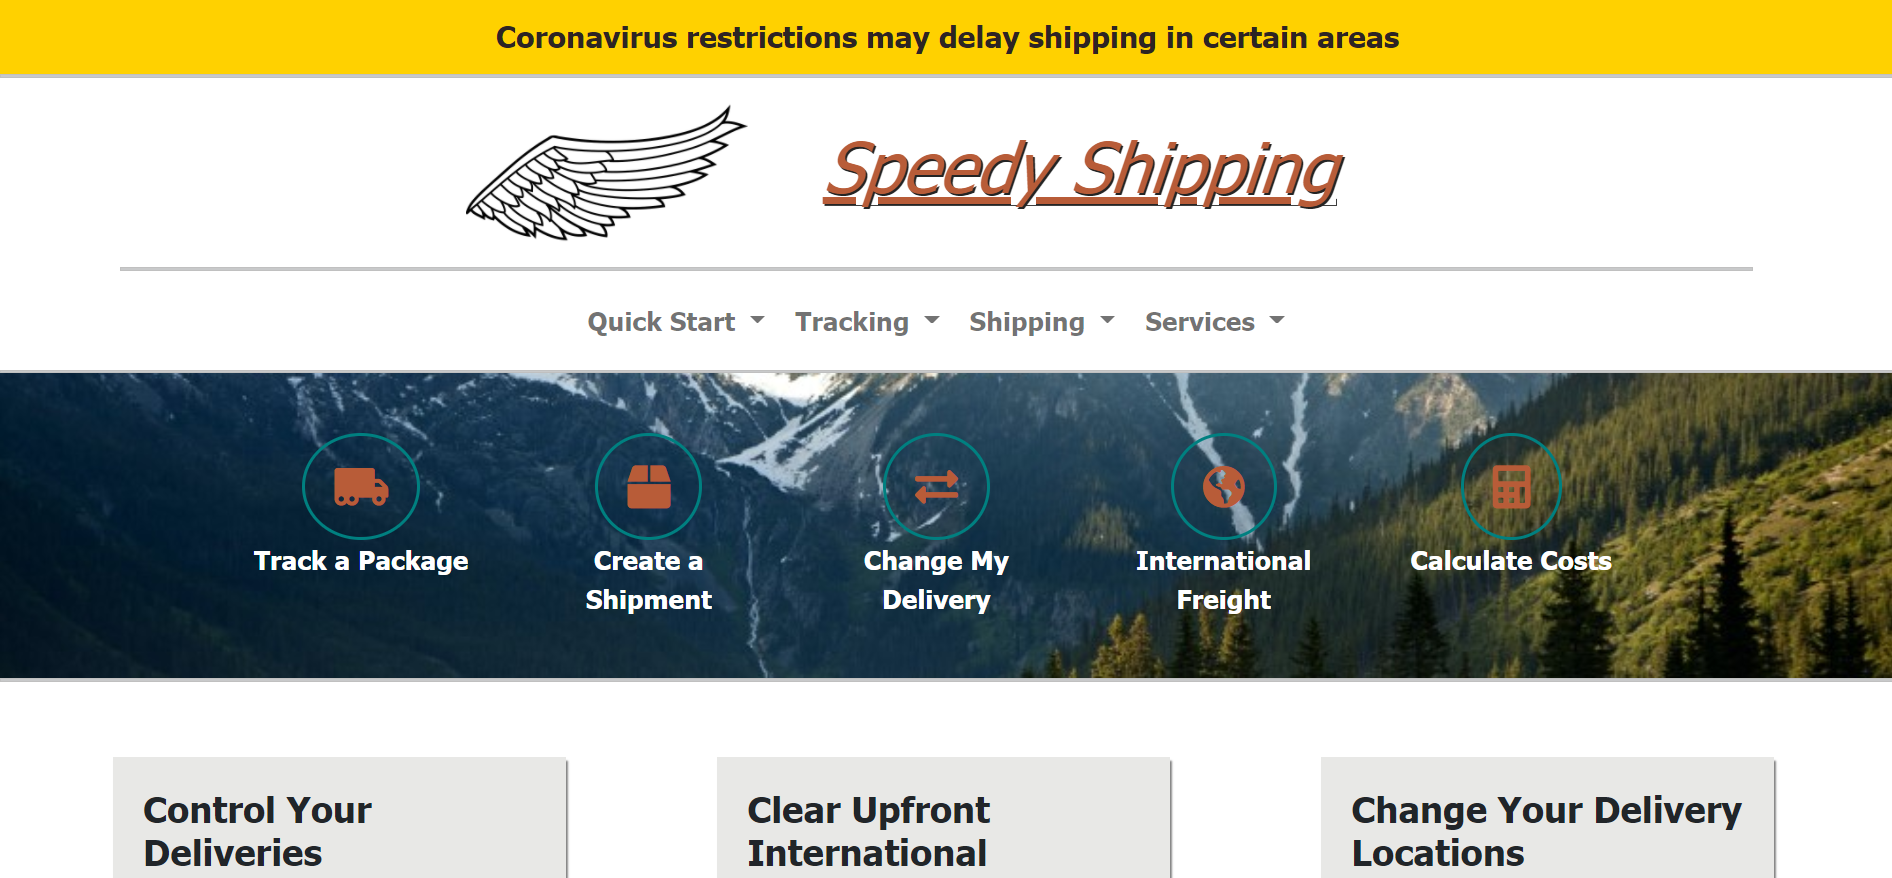 Coronavirus restrictions may delay shipping in certain areas
Speedy Shipping
Quick Start
Tracking
Shipping
Services
Track a Package
Create a
Shipment
Change My
Delivery
International
Freight
Calculate Costs
Control Your
Deliveries
Clear Upfront
International
Change Your Delivery
Locations